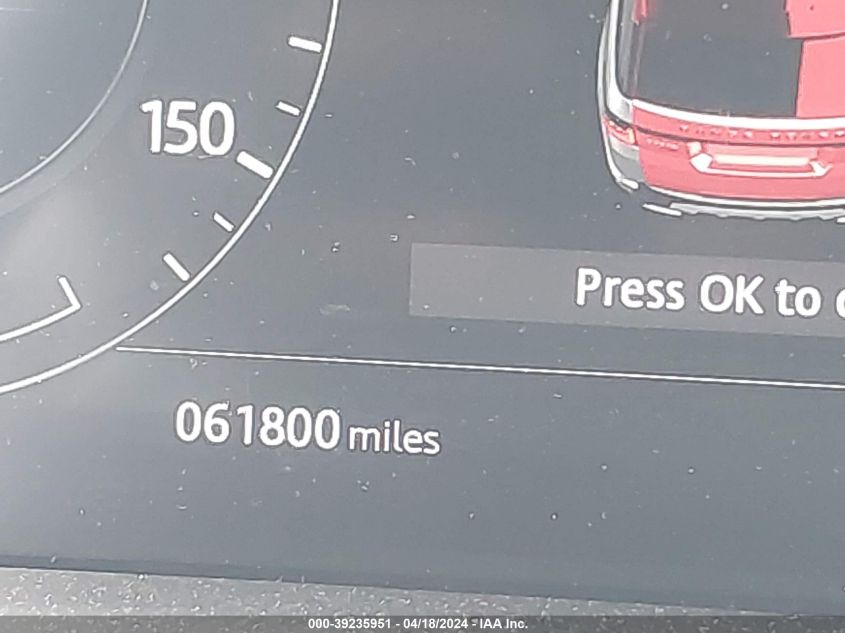 150
Press OK to
061800 miles
000-39235951 - 04/18/2024 - IAA Inc.